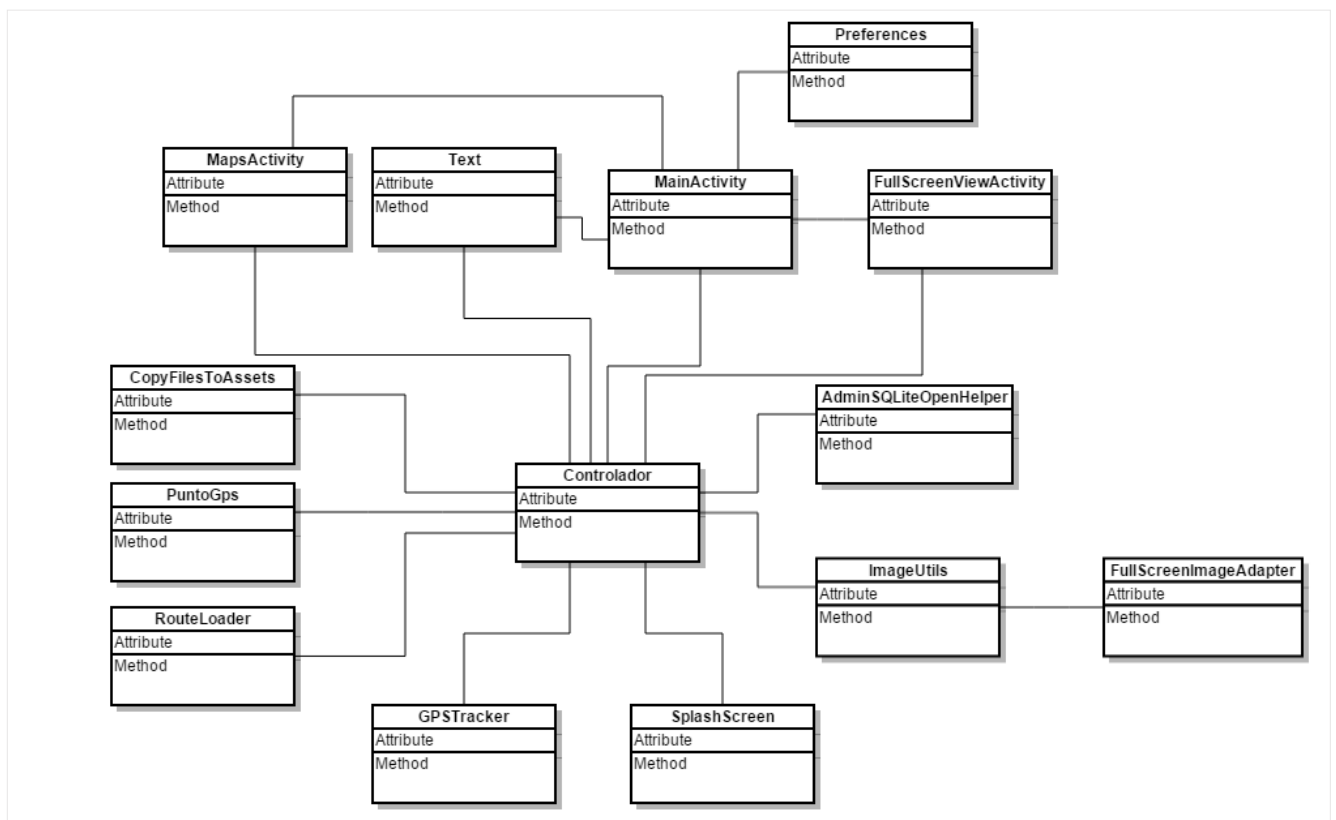 Preferences
Attribute
Method
MapsActivity
Attribute
Method
Text
Attribute
Method
MainActivity
Attribute
Method
FullScreenViewActivity
Attribute
Method
CopyFilesToAssets
Attribute
Method
AdminSQLiteOpenHelper
Attribute
Method
Controlador
Attribute
Method
PuntoGps
Attribute
Method
ImageUtils
Attribute
Method
FullScreenImageAdapter
Attribute
Method
RouteLoader
Attribute
Method
GPSTracker
Attribute
Method
SplashScreen
Attribute
Method